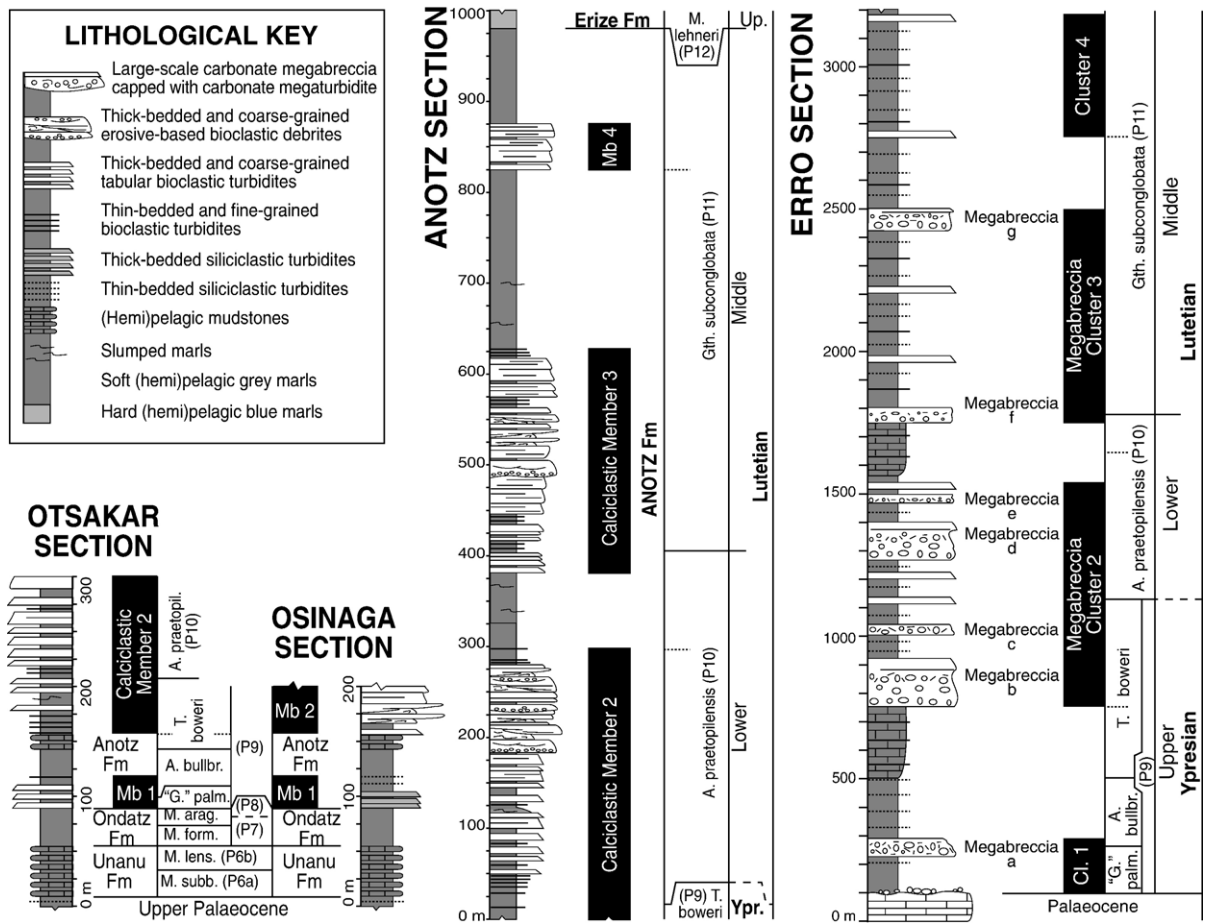 LITHOLOGICAL KEY
Large-scale carbonate megabreccia
capped with carbonate megaturbidite
Thick-bedded and coarse-grained
erosive-based bioclastic debrites
Thick-bedded and coarse-grained
tabular bioclastic turbidites
Thin-bedded and fine-grained
bioclastic turbidites
Thick-bedded siliciclastic turbidites
Thin-bedded siliciclastic turbidites
(Hemi)pelagic mudstones
Slumped marls
Soft (hemi)pelagic grey marls
Hard (hemi)pelagic blue marls
OTSAKAR
SECTION
300
200
100
0 m
Calciclastic
Member 2
Anotz
Fm
Mb 1
Ondatz
Fm
Unanu
Fm
A. praetopil.
(P10)
T.
boweri
A. bullbr.
"G." palm.
M. arag.
M. form.
M. lens. (P6b)
M. subb. (P6a)
(P9)
(P8)
(P7)
Upper Palaeocene
OSINAGA
SECTION
Mb 2
Anotz
Fm
Mb 1
Ondatz
Fm
Unanu
Fm
200
100
0 m
ANOTZ SECTION
1000
900
800
700
600
500
400
300
200
100
0 m
Erize Fm
Mb 4
Calciclastic Member 3
Calciclastic Member 2
ANOTZ Fm
M.
lehneri
(P12)
Gth. subconglobata (P11)
A. praetopilensis (P10)
(P9) T.
boweri
Up.
Middle
Lower
Lutetian
Ypr.
ERRO SECTION
3000
2500
2000
1500
1000
500
0 m
Megabreccia
g
Megabreccia
f
Megabreccia
e
Megabreccia
d
Megabreccia
c
Megabreccia
b
Megabreccia
a
Cluster 4
Megabreccia
Cluster 3
Megabreccia
Cluster 2
Cl. 1
Gth. subconglobata (P11)
A. praetopilensis (P10)
T. boweri
(P9)
A.
bullbr.
"G."
palm.
Middle
Lower
Upper
Lutetian
Ypresian
Palaeocene